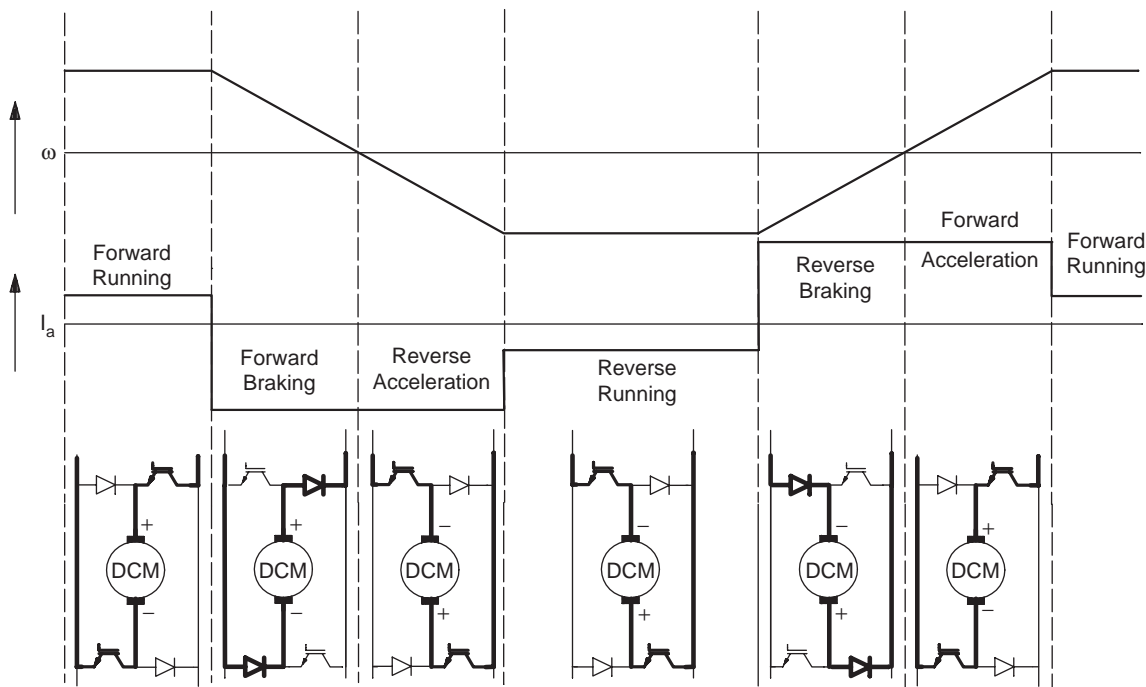 ω
Forward
Running
I_a
Forward
Braking
Reverse
Acceleration
Reverse
Running
Reverse
Braking
Forward
Acceleration
Forward
Running
+
DCM
−
+
DCM
−
−
DCM
+
−
DCM
+
−
DCM
+
+
DCM
−